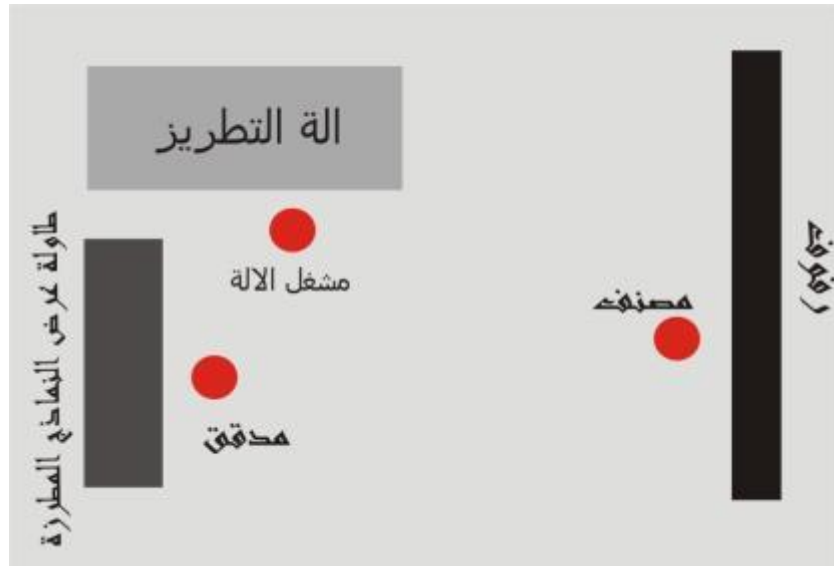 الة التطريز
مشغل الالة
مصنف
مدقق
رفوف
طاولة عرض النماذج المطرزة